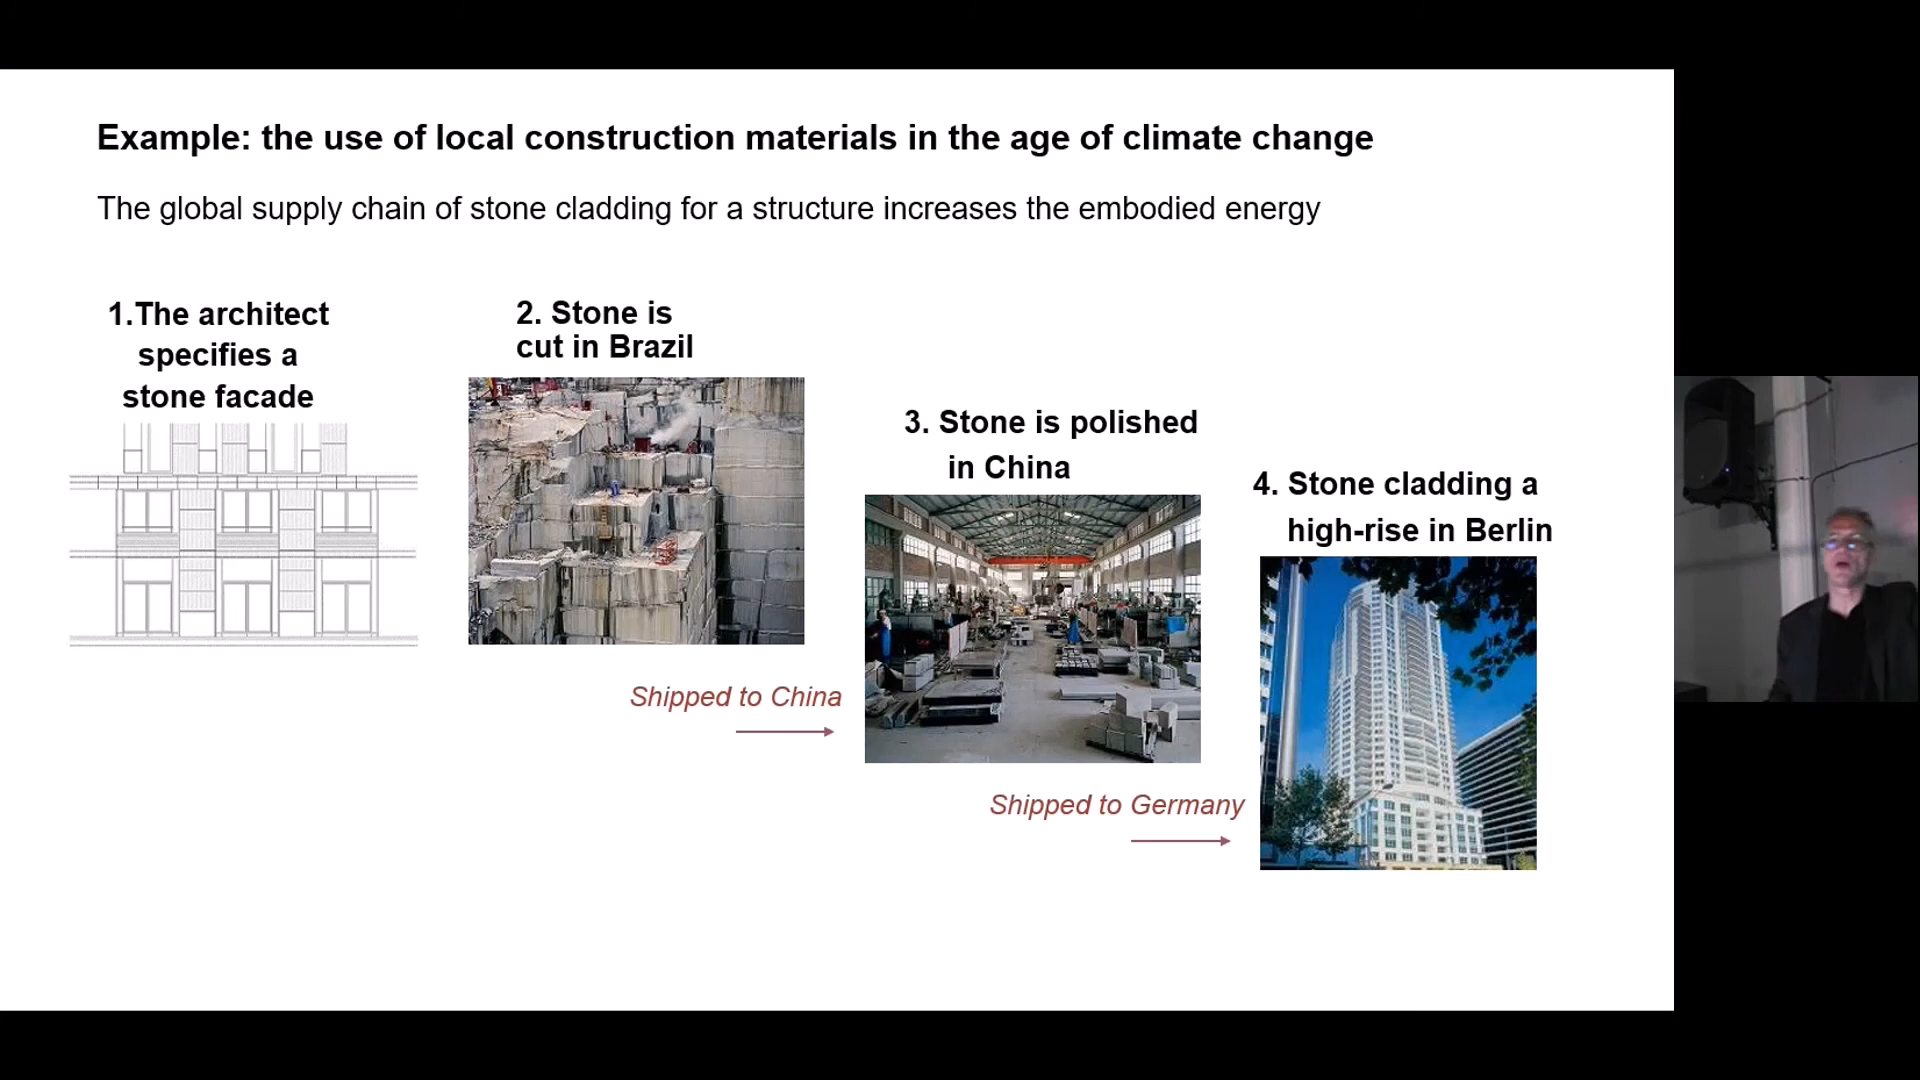 Example: the use of local construction materials in the age of climate change
The global supply chain of stone cladding for a structure increases the embodied energy
1.The architect
specifies a
stone facade
2. Stone is
cut in Brazil
3. Stone is polished
in China
4. Stone cladding a
high-rise in Berlin
Shipped to China
Shipped to Germany